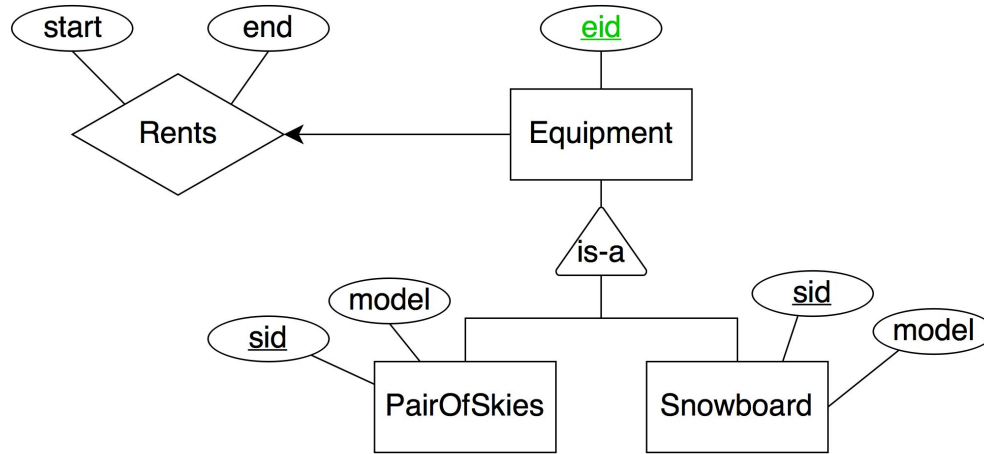 start
end
eid
Rents
Equipment
is-a
sid
model
sid
model
PairOfSkies
Snowboard